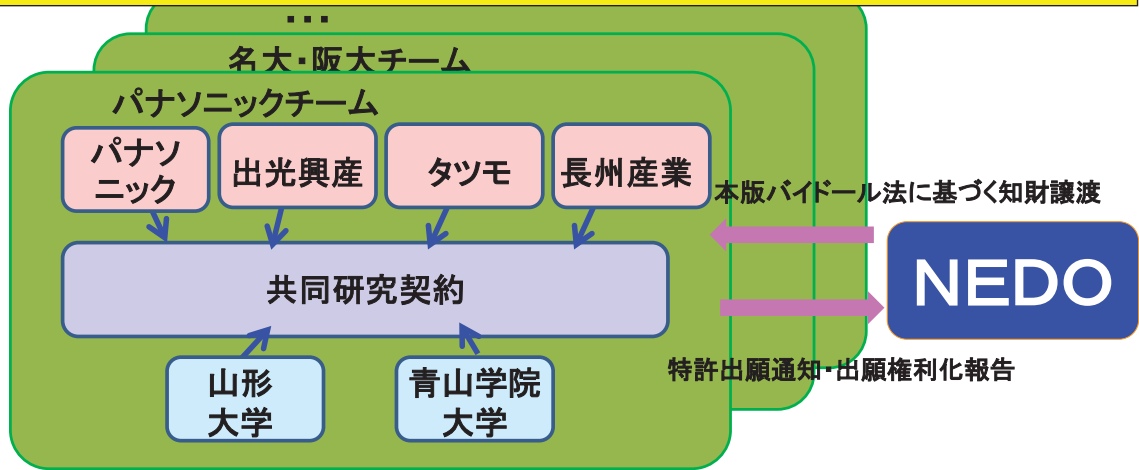 ...
名大・阪大チーム
パナソニックチーム
パナソ
ニック
出光興産
タツモ
長州産業
本版バイドール法に基づく知財譲渡
共同研究契約
NEDO
特許出願通知・出願権利化報告
山形
大学
青山学院
大学